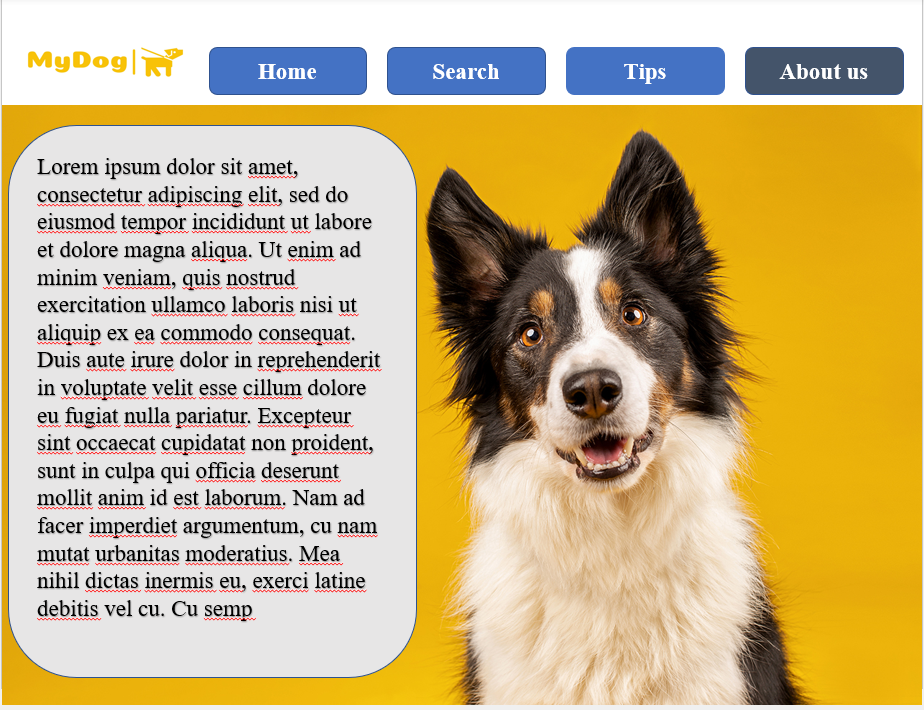 MyDog
Home
Search
Tips
About us
Lorem ipsum dolor sit amet,
consectetur adipiscing elit, sed do
eiusmod tempor incididunt ut labore
et dolore magna aliqua. Ut enim ad
minim veniam, quis nostrud
exercitation ullamco laboris nisi ut
aliquip ex ea commodo consequat.
Duis aute irure dolor in reprehenderit
in voluptate velit esse cillum dolore
eu fugiat nulla pariatur. Excepteur
sint occaecat cupidatat non proident,
sunt in culpa qui officia deserunt
mollit anim id est laborum. Nam ad
facer imperdiet argumentum, cu nam
mutat urbanitas moderatius. Mea
nihil dictas inermis eu, exerci latine
debitis vel cu. Cu semp